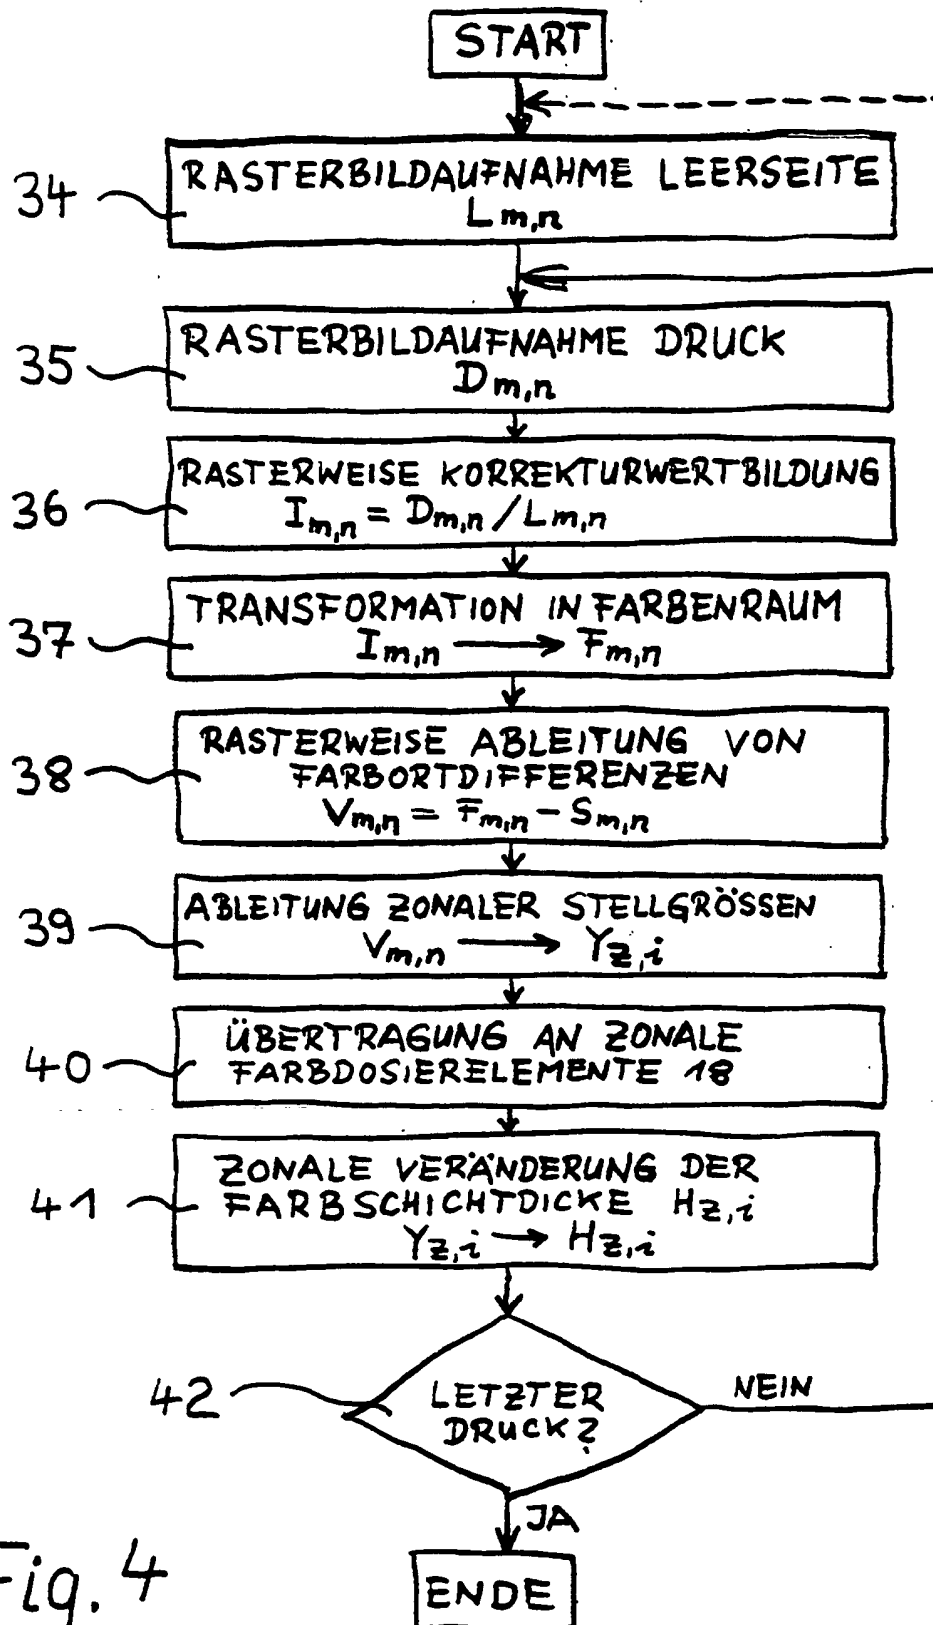 START
34
RASTERBILDAUFNAHME LEERSEITE
Lm,n
35
RASTERBILDAUFNAHME DRUCK
Dm,n
36
RASTERWEISE KORREKTURWERTBILDUNG
Im,n = Dm,n / Lm,n
37
TRANSFORMATION IN FARBENRAUM
Im,n → Fm,n
38
RASTERWEISE ABLEITUNG VON
FARBORTDIFFERENZEN
Vm,n = Fm,n - Sm,n
39
ABLEITUNG ZONALER STELLGRÖSSEN
Vm,n → Yz,i
40
ÜBERTRAGUNG AN ZONALE
FARBDOSIERELEMENTE 18
41
ZONALE VERÄNDERUNG DER
FARBSCHICHTDICKE Hz,i
Yz,i → Hz,i
42
LETZTER
DRUCK?
NEIN
JA
ENDE
Fig. 4